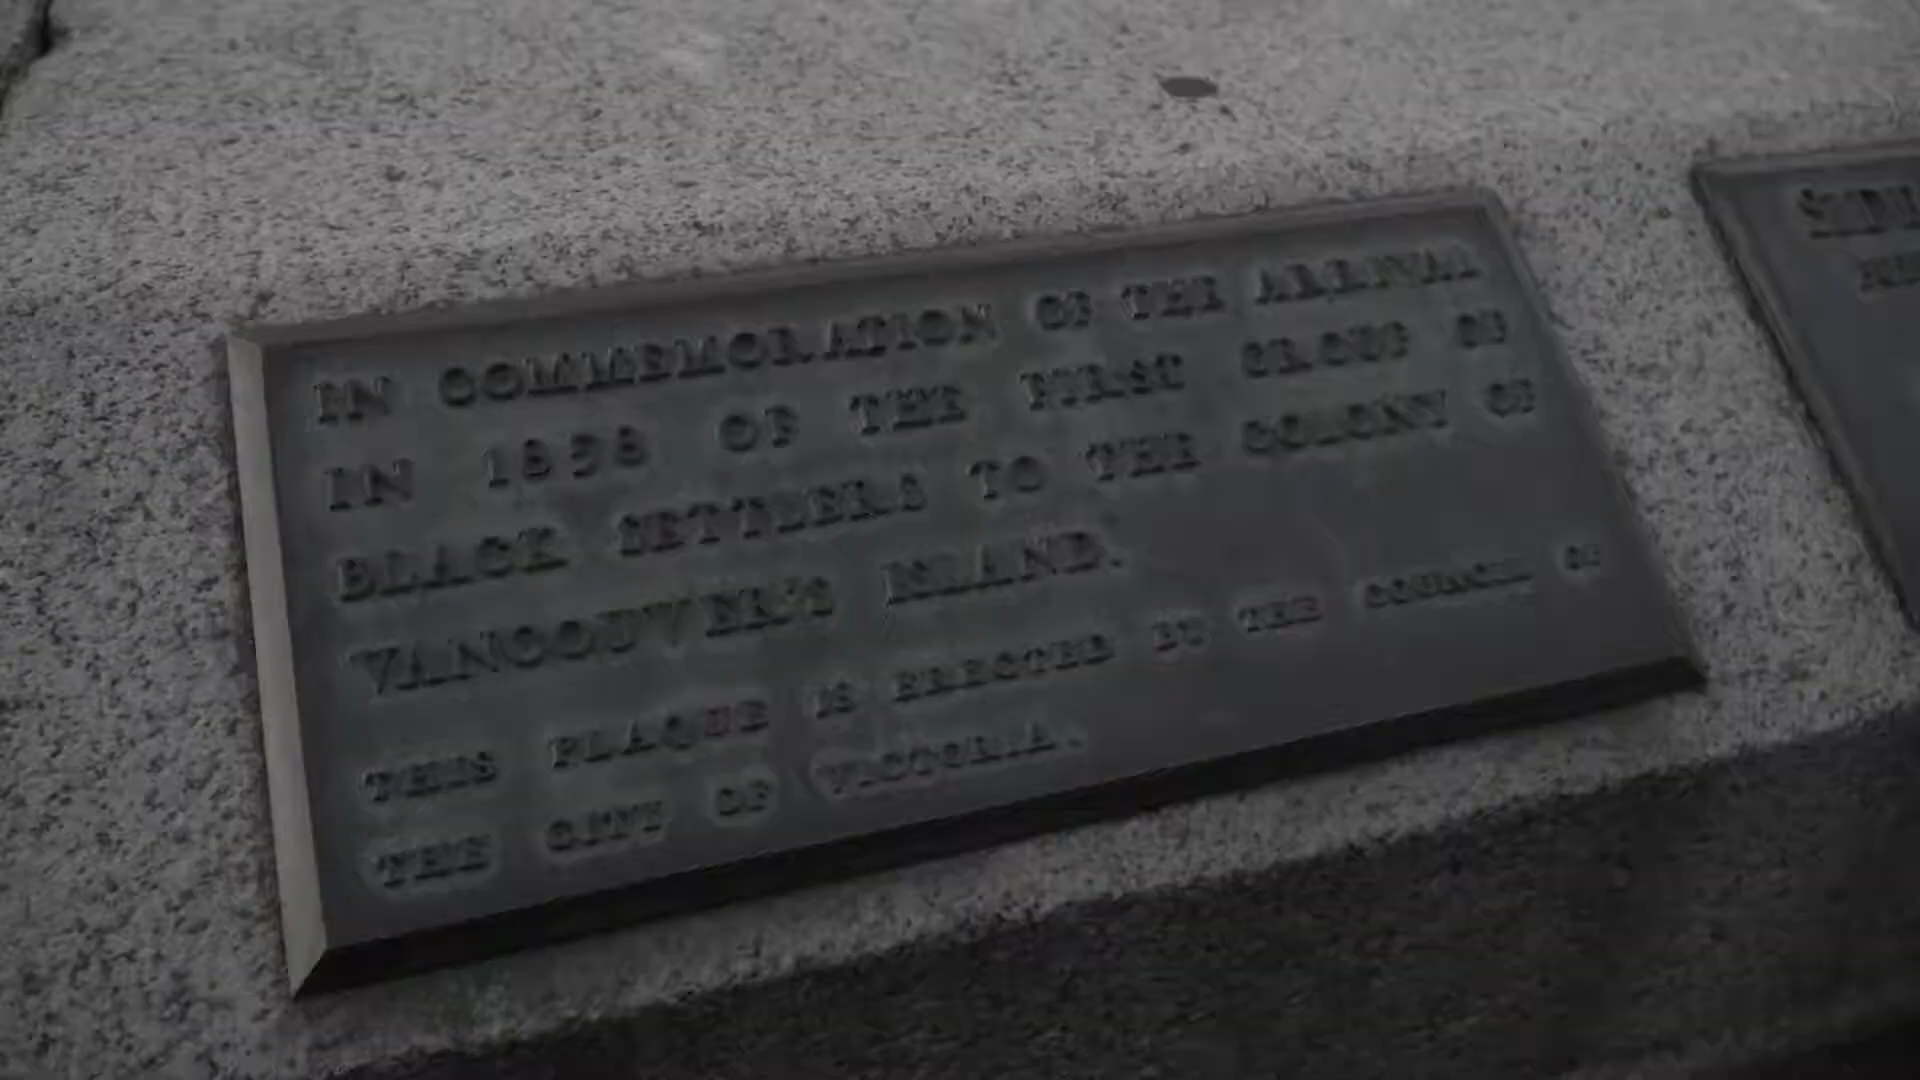 IN COMMEMORATION OF THE ARRIVAL
IN 1858 OF THE FIRST GROUP OF
BLACK SETTLERS TO THE COLONY OF
VANCOUVER'S ISLAND.
THIS PLAQUE IS ERECTED BY THE COUNCIL OF
THE CITY OF VICTORIA.